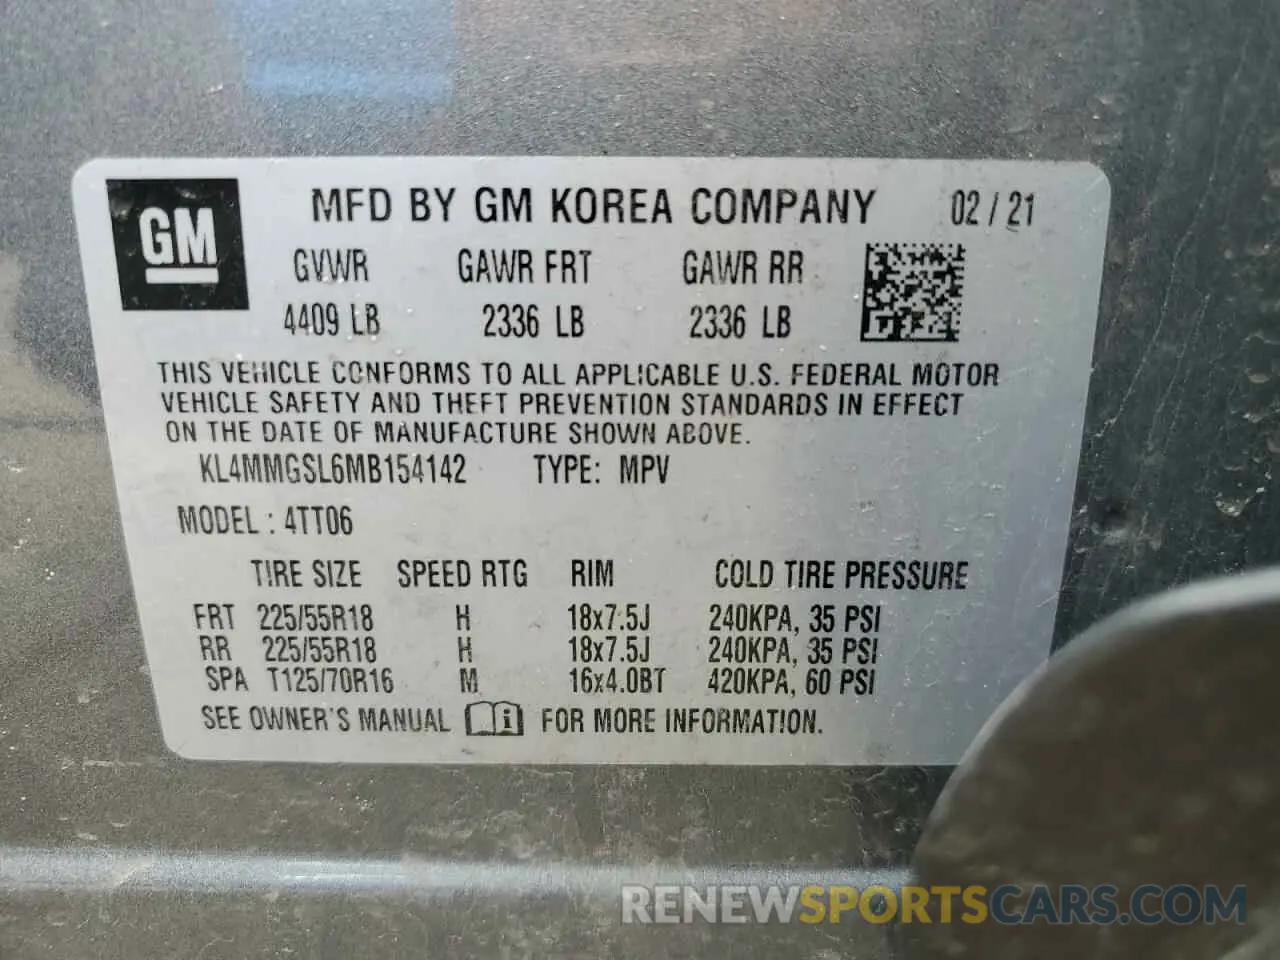 GM
MFD BY GM KOREA COMPANY 02/21
GVWR GAWR FRT GAWR RR
4409 LB 2336 LB 2336 LB
THIS VEHICLE CONFORMS TO ALL APPLICABLE U.S. FEDERAL MOTOR
VEHICLE SAFETY AND THEFT PREVENTION STANDARDS IN EFFECT
ON THE DATE OF MANUFACTURE SHOWN ABOVE.
KL4MMGSL6MB154142 TYPE: MPV
MODEL : 4TT06
TIRE SIZE SPEED RTG RIM COLD TIRE PRESSURE
FRT 225/55R18 H 18x7.5J 240KPA, 35 PSI
RR 225/55R18 H 18x7.5J 240KPA, 35 PSI
SPA T125/70R16 M 16x4.0BT 420KPA, 60 PSI
SEE OWNER'S MANUAL i FOR MORE INFORMATION.
RENEWSPORTSCARS.COM